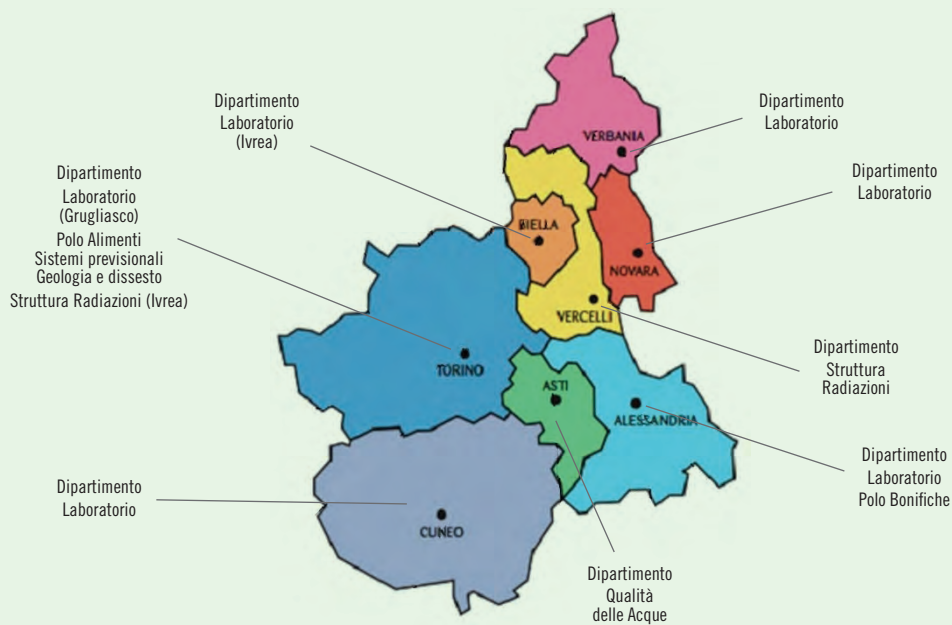 Dipartimento
Laboratorio
(Ivrea)
Dipartimento
Laboratorio
VERBANIA
Dipartimento
Laboratorio
(Grugliasco)
Polo Alimenti
Sistemi previsionali
Geologia e dissesto
Struttura Radiazioni (Ivrea)
Dipartimento
Laboratorio
BIELLA
NOVARA
VERCELLI
Dipartimento
Struttura
Radiazioni
TORINO
ASTI
ALESSANDRIA
Dipartimento
Laboratorio
Polo Bonifiche
Dipartimento
Laboratorio
CUNEO
Dipartimento
Qualità
delle Acque